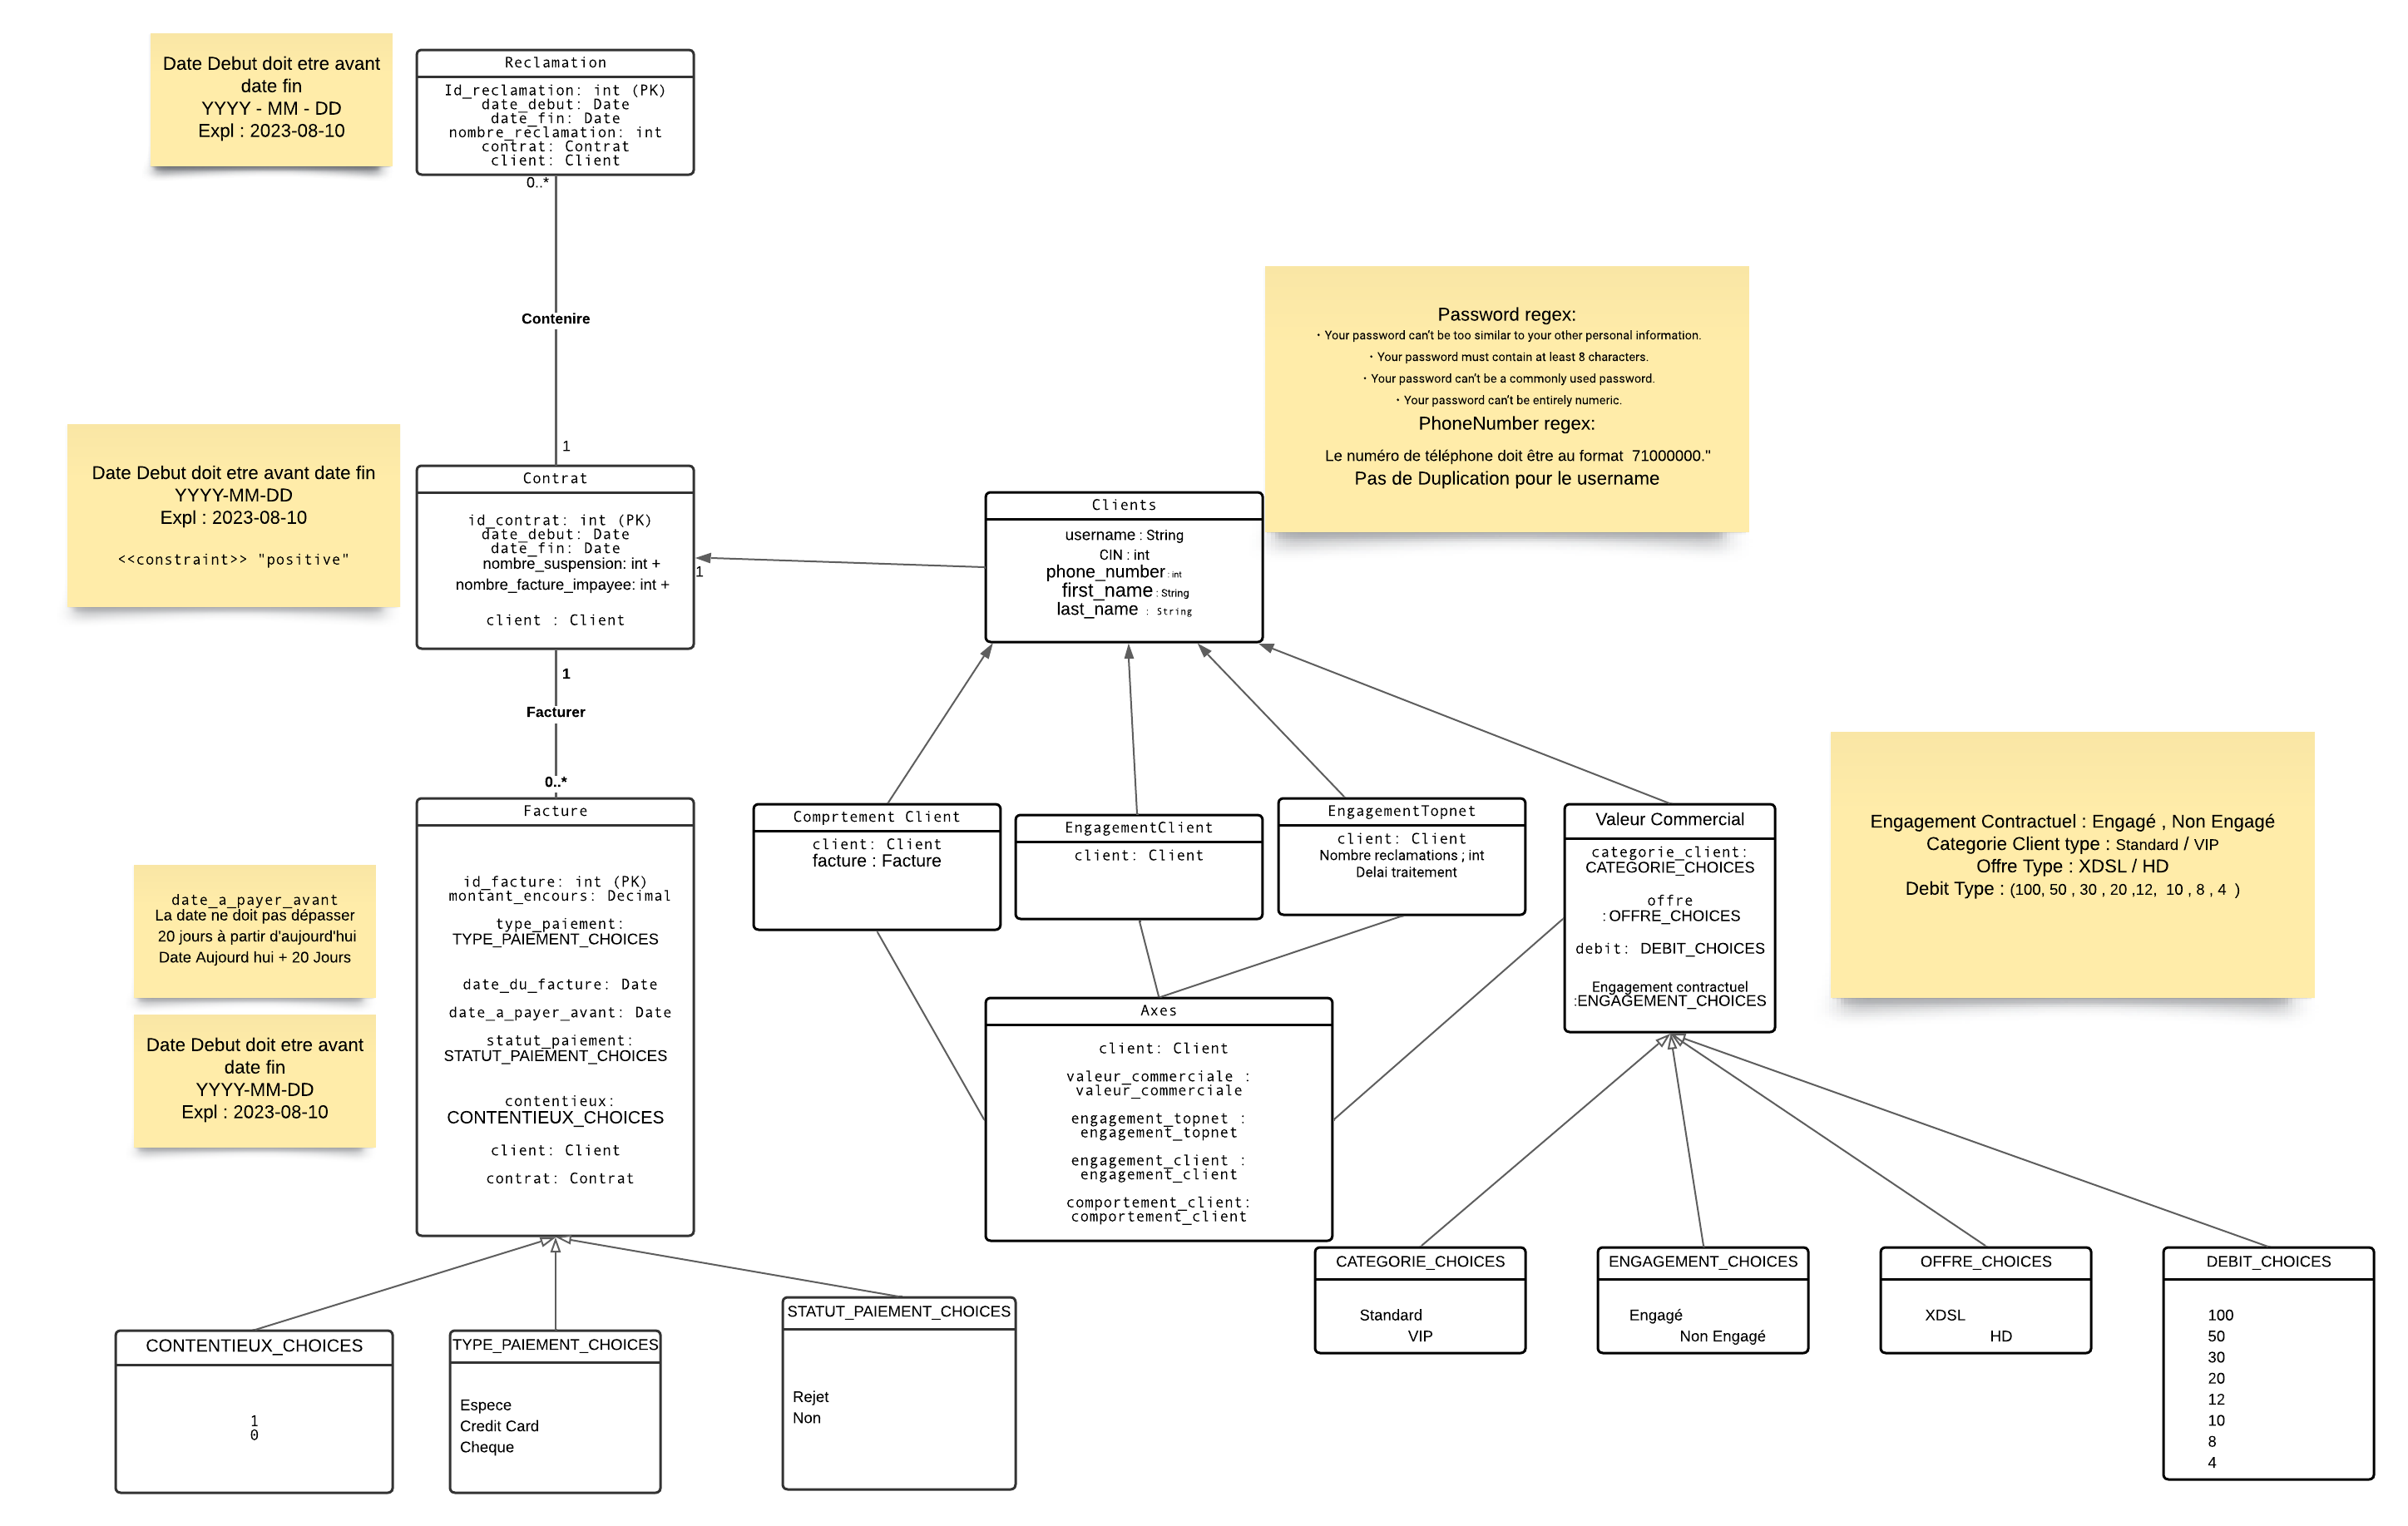 Date Debut doit etre avant
date fin
YYYY - MM - DD
Expl : 2023-08-10
Reclamation
Id_reclamation: int (PK)
date_debut: Date
date_fin: Date
nombre_reclamation: int
contrat: Contrat
client: Client
0..*
Contenire
1
Password regex:
· Your password can't be too similar to your other personal information.
· Your password must contain at least 8 characters.
· Your password can't be a commonly used password.
· Your password can't be entirely numeric.
PhoneNumber regex:
Le numéro de téléphone doit être au format 71000000."
Pas de Duplication pour le username
Date Debut doit etre avant date fin
YYYY-MM-DD
Expl : 2023-08-10
<<constraint>> "positive"
Contrat
id_contrat: int (PK)
date_debut: Date
date_fin: Date
nombre_suspension: int +
nombre_facture_impayee: int +
client : Client
1
Clients
username : String
CIN : int
phone_number : int
first_name : String
last_name : String
1
Facturer
0..*
Facture
id_facture: int (PK)
montant_encours: Decimal
type_paiement:
TYPE_PAIEMENT_CHOICES
date_du_facture: Date
date_a_payer_avant: Date
statut_paiement:
STATUT_PAIEMENT_CHOICES
contentieux:
CONTENTIEUX_CHOICES
client: Client
contrat: Contrat
date_a_payer_avant
La date ne doit pas dépasser
20 jours à partir d'aujourd'hui
Date Aujourd hui + 20 Jours
Date Debut doit etre avant
date fin
YYYY-MM-DD
Expl : 2023-08-10
Comprtement Client
client: Client
facture : Facture
EngagementClient
client: Client
EngagementTopnet
client: Client
Nombre reclamations ; int
Delai traitement
Valeur Commercial
categorie_client:
CATEGORIE_CHOICES
offre
:OFFRE_CHOICES
debit: DEBIT_CHOICES
Engagement contractuel
:ENGAGEMENT_CHOICES
Engagement Contractuel : Engagé , Non Engagé
Categorie Client type : Standard / VIP
Offre Type : XDSL / HD
Debit Type : (100, 50 , 30 , 20 ,12, 10 , 8 , 4 )
Axes
client: Client
valeur_commerciale :
valeur_commerciale
engagement_topnet :
engagement_topnet
engagement_client :
engagement_client
comportement_client:
comportement_client
CONTENTIEUX_CHOICES
1
0
TYPE_PAIEMENT_CHOICES
Espece
Credit Card
Cheque
STATUT_PAIEMENT_CHOICES
Rejet
Non
CATEGORIE_CHOICES
Standard
VIP
ENGAGEMENT_CHOICES
Engagé
Non Engagé
OFFRE_CHOICES
XDSL
HD
DEBIT_CHOICES
100
50
30
20
12
10
8
4